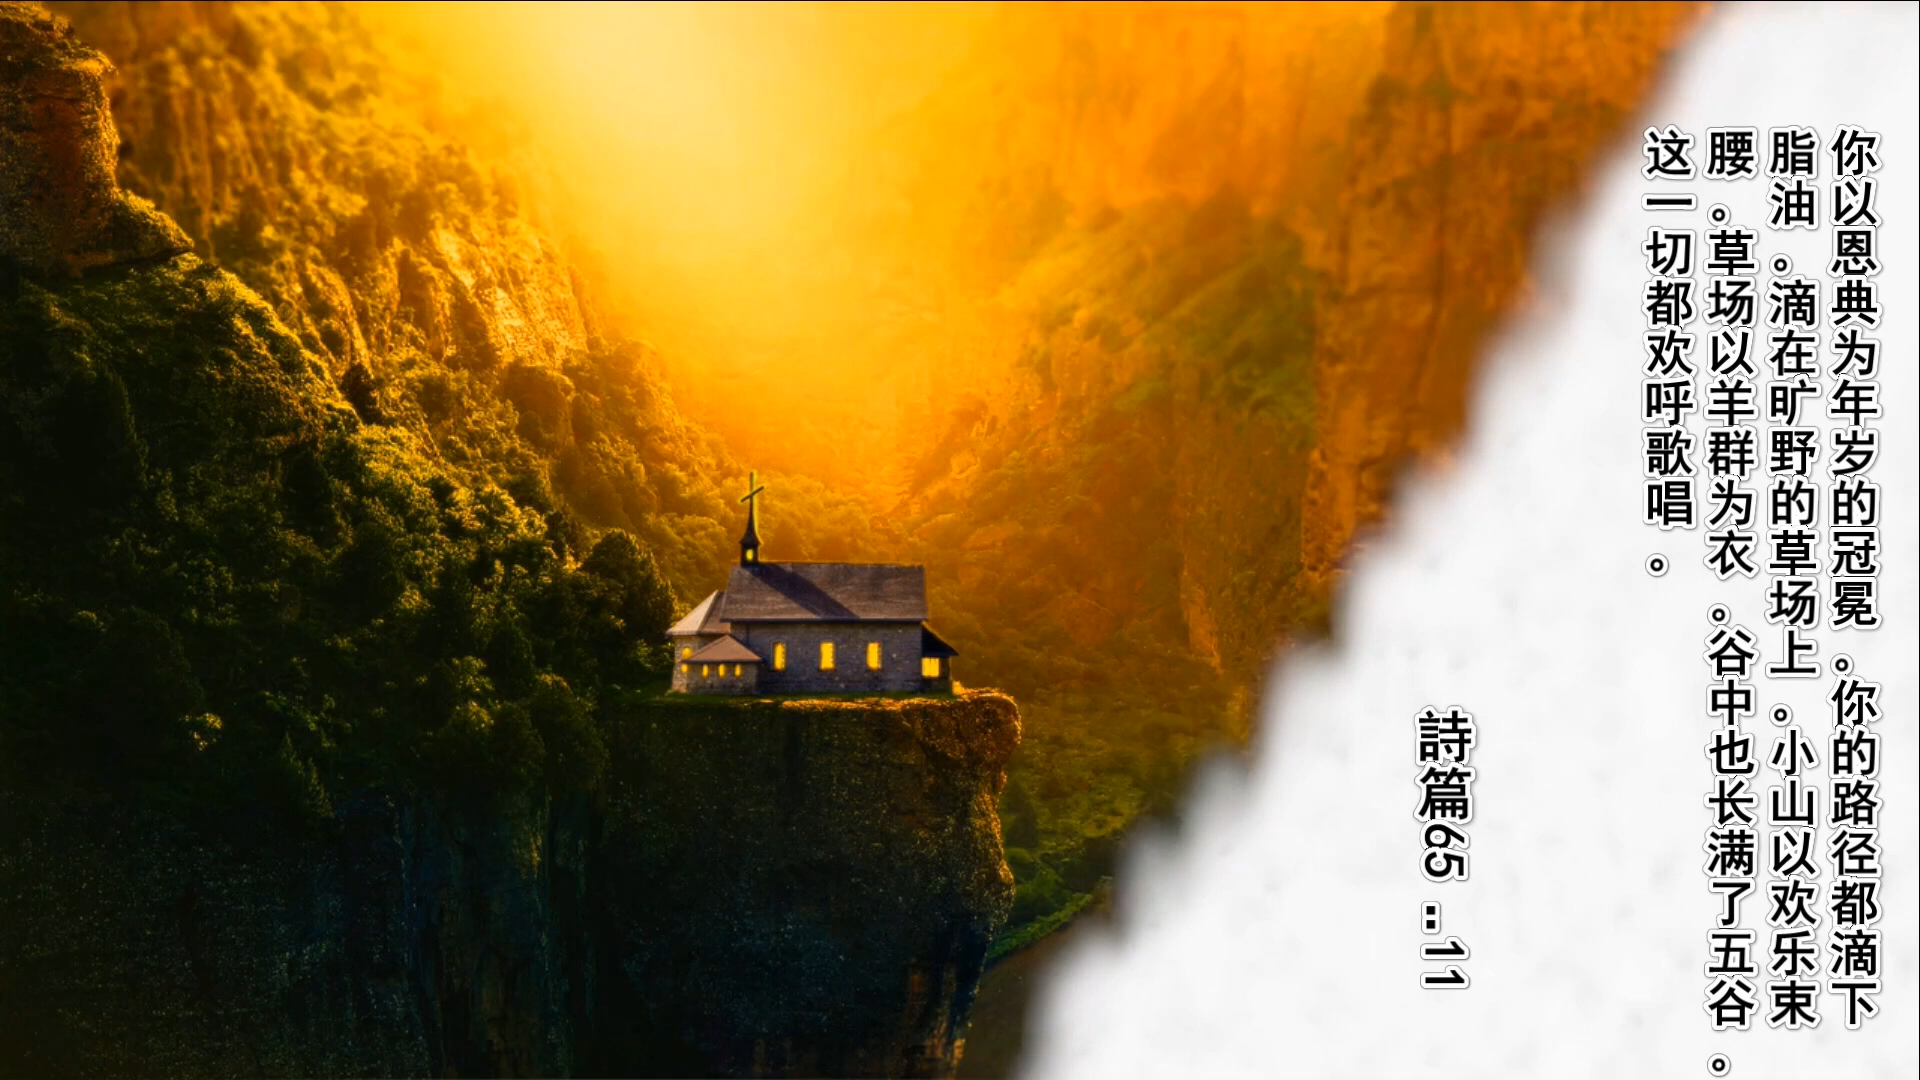 你以恩典为年岁的冠冕。你的路径都滴下
脂油。滴在旷野的草场上。小山以欢乐束
腰。草场以羊群为衣。谷中也长满了五谷。
这一切都欢呼歌唱。
詩篇65:11